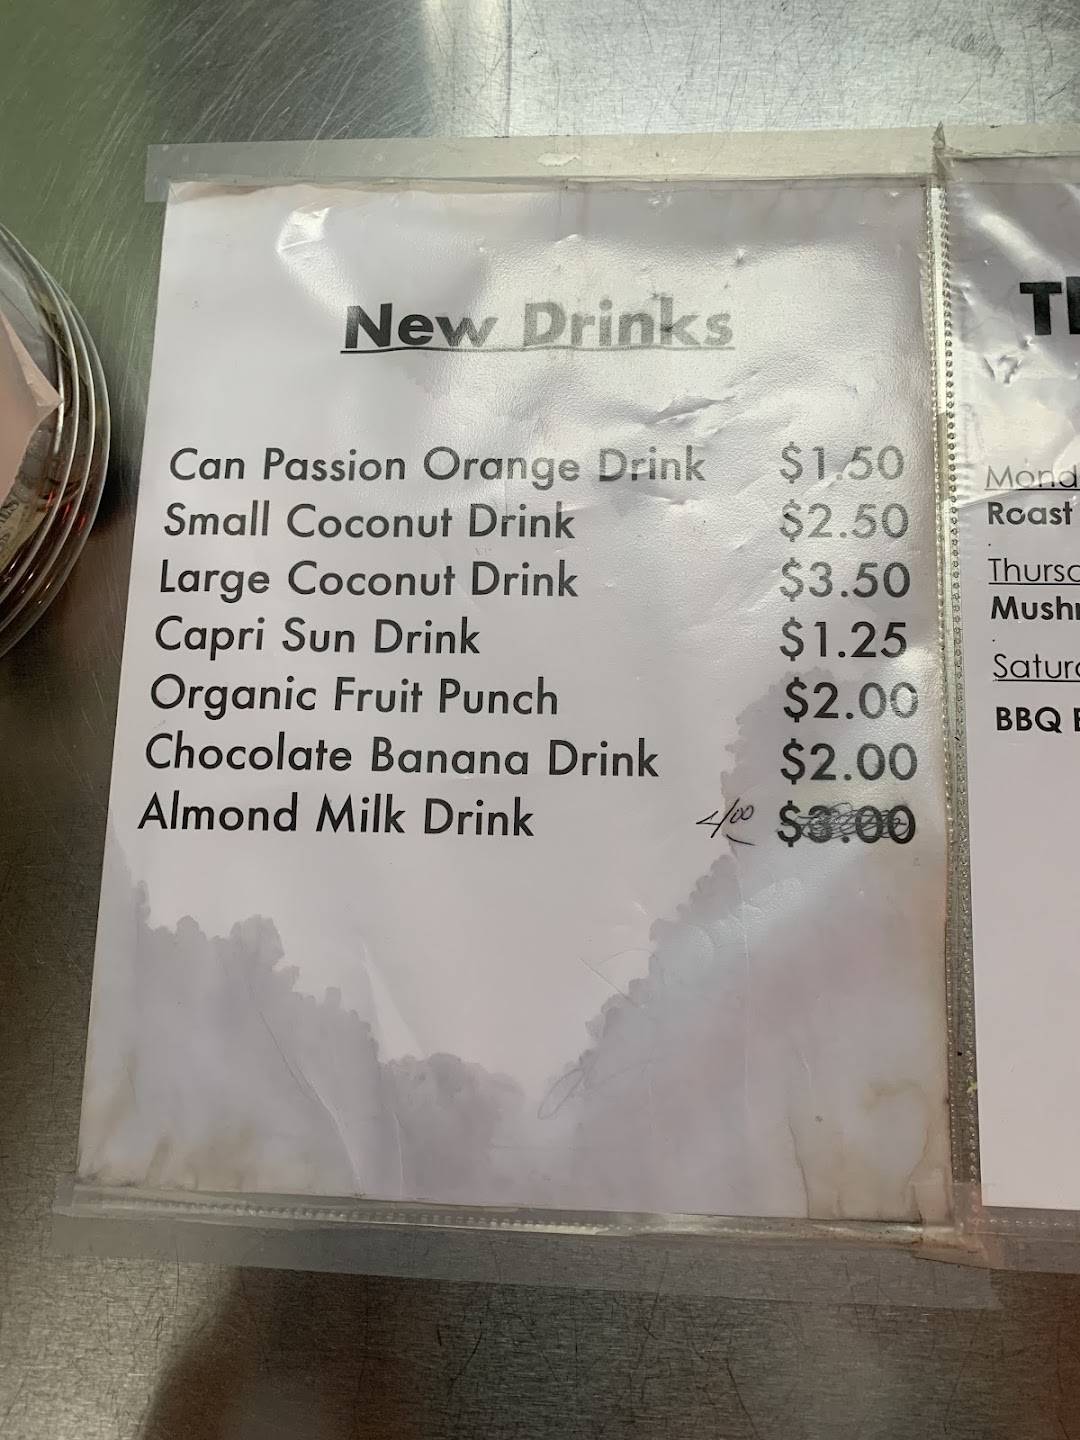 New Drinks
Can Passion Orange Drink $1.50
Small Coconut Drink $2.50
Large Coconut Drink $3.50
Capri Sun Drink $1.25
Organic Fruit Punch $2.00
Chocolate Banana Drink $2.00
Almond Milk Drink 4/00 $3.00
Roast
BBQ